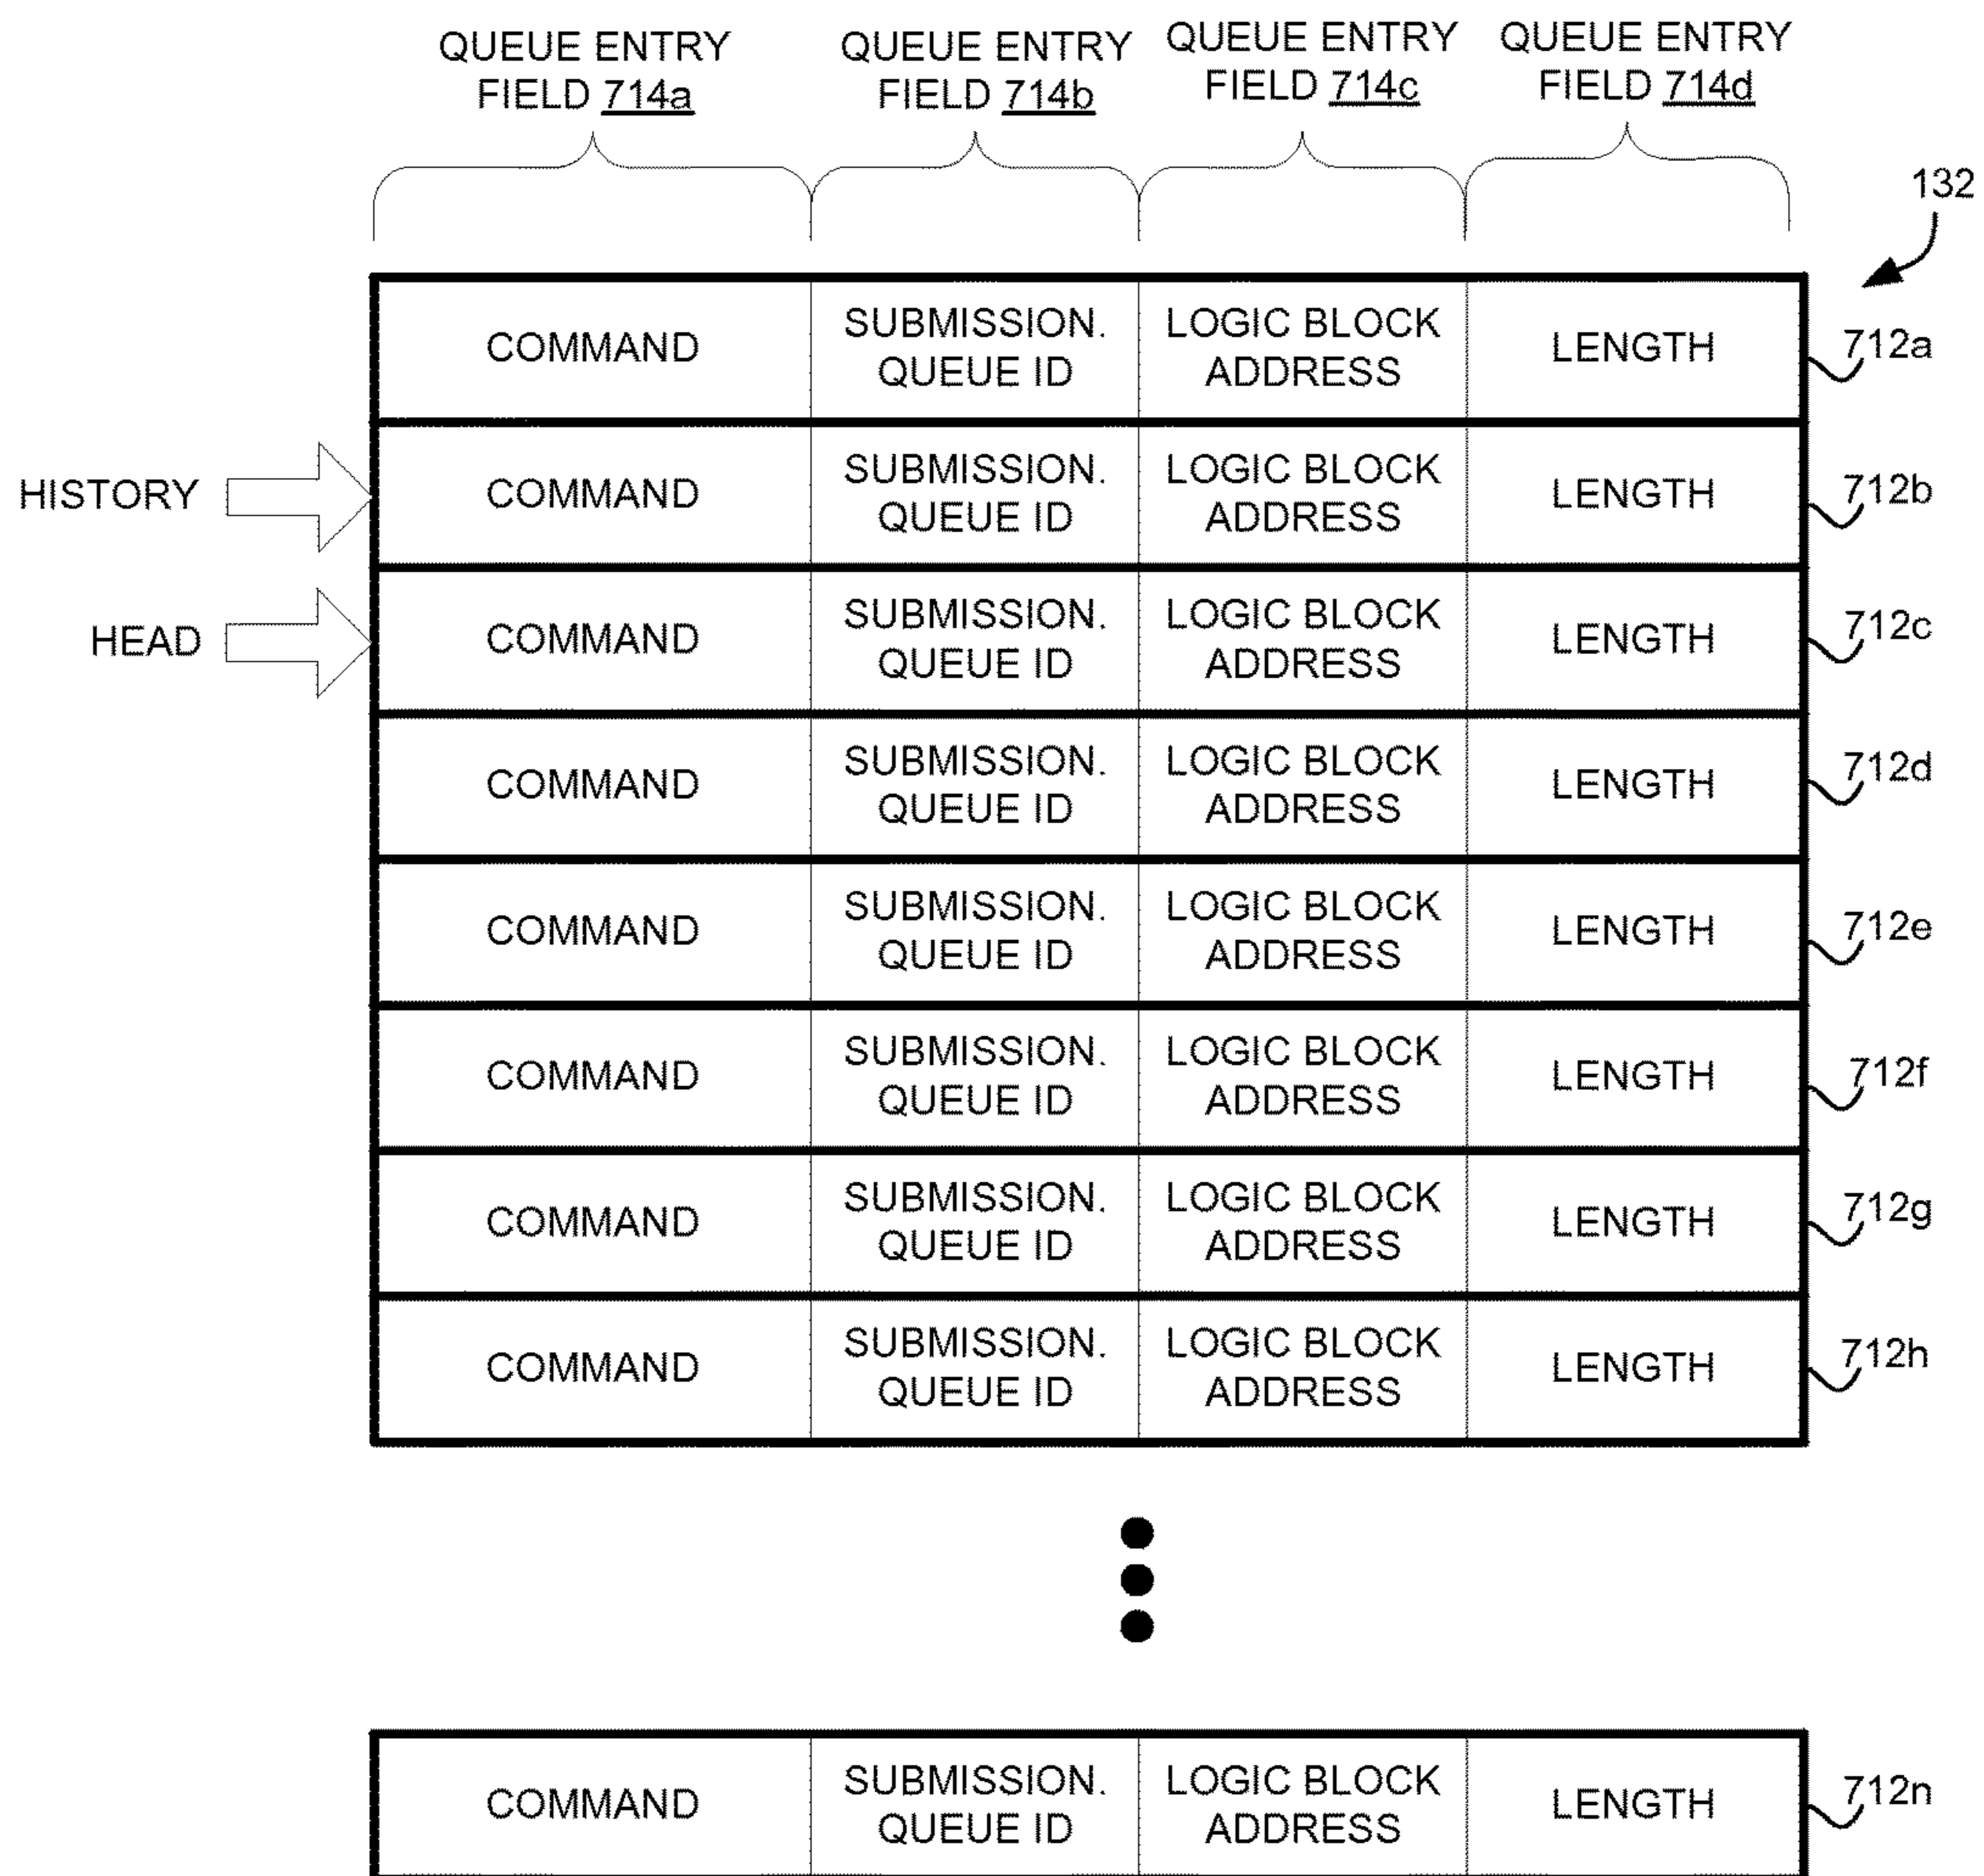 QUEUE ENTRY
FIELD 714a
QUEUE ENTRY
FIELD 714b
QUEUE ENTRY
FIELD 714c
QUEUE ENTRY
FIELD 714d
132
COMMAND
SUBMISSION.
QUEUE ID
LOGIC BLOCK
ADDRESS
LENGTH
712a
HISTORY
COMMAND
SUBMISSION.
QUEUE ID
LOGIC BLOCK
ADDRESS
LENGTH
712b
HEAD
COMMAND
SUBMISSION.
QUEUE ID
LOGIC BLOCK
ADDRESS
LENGTH
712c
COMMAND
SUBMISSION.
QUEUE ID
LOGIC BLOCK
ADDRESS
LENGTH
712d
COMMAND
SUBMISSION.
QUEUE ID
LOGIC BLOCK
ADDRESS
LENGTH
712e
COMMAND
SUBMISSION.
QUEUE ID
LOGIC BLOCK
ADDRESS
LENGTH
712f
COMMAND
SUBMISSION.
QUEUE ID
LOGIC BLOCK
ADDRESS
LENGTH
712g
COMMAND
SUBMISSION.
QUEUE ID
LOGIC BLOCK
ADDRESS
LENGTH
712h
COMMAND
SUBMISSION.
QUEUE ID
LOGIC BLOCK
ADDRESS
LENGTH
712n